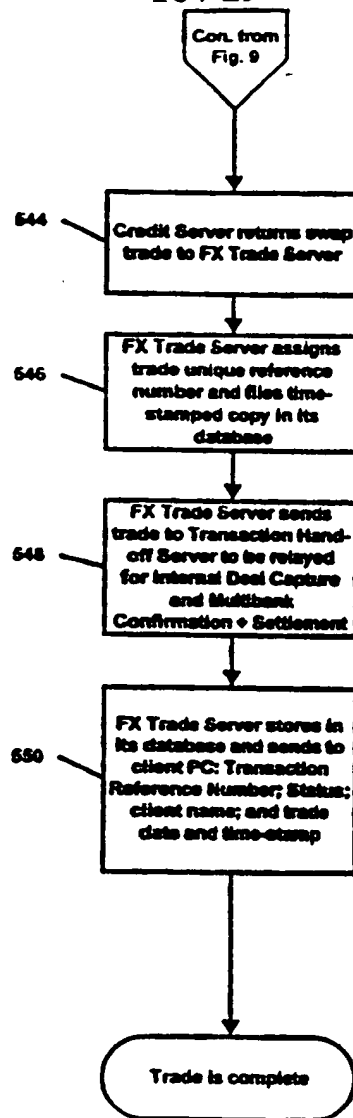 Con. from
Fig. 9
544
Credit Server returns swap
trade to FX Trade Server
546
FX Trade Server assigns
trade unique reference
number and files time-
stamped copy in its
database
548
FX Trade Server sends
trade to Transaction Hand-
off Server to be relayed
for Internal Deal Capture
and Multibank
Confirmation + Settlement
550
FX Trade Server stores in
its database and sends to
client PC: Transaction
Reference Number; Status;
client name; and trade
date and time-stamp
Trade is complete